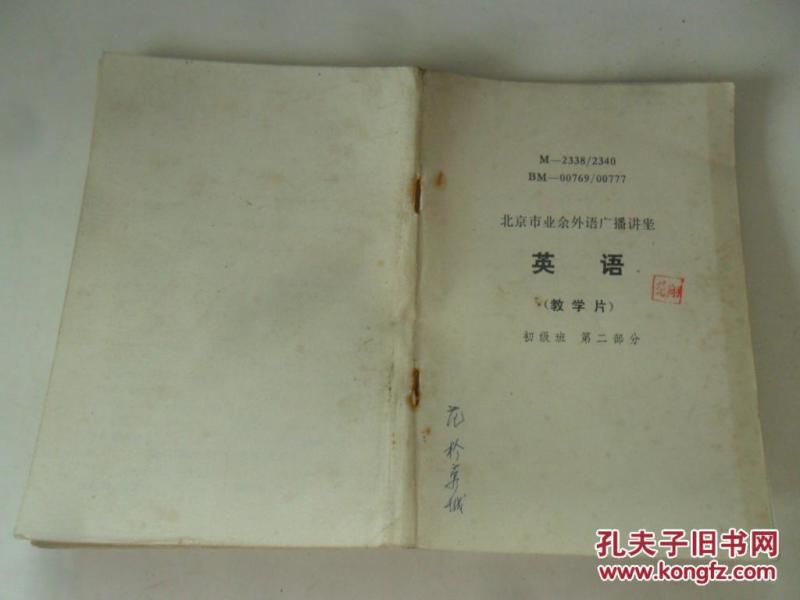 M—2338/2340
BM—00769/00777
北京市业余外语广播讲坐
英 语
(教 学 片)
初级班 第二部分
孔夫子旧书网
www.kongfz.com